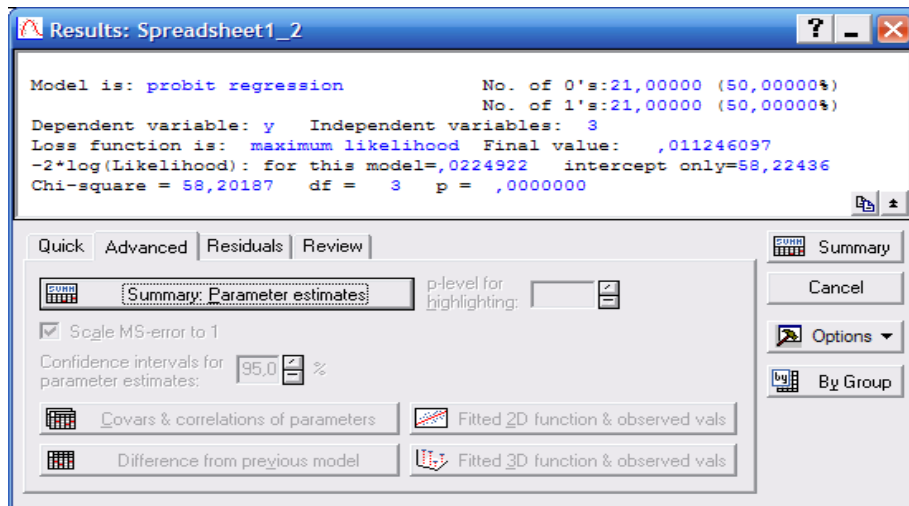 Results: Spreadsheet1_2
Model is: probit regression No. of 0's:21,00000 (50,00000%)
No. of 1's:21,00000 (50,00000%)
Dependent variable: y Independent variables: 3
Loss function is: maximum likelihood Final value: ,011246097
-2*log(Likelihood): for this model=,0224922 intercept only=58,22436
Chi-square = 58,20187 df = 3 p = ,0000000
Quick Advanced Residuals Review
Summary
Summary: Parameter estimates
p-level for
highlighting:
Cancel
Scale MS-error to 1
Options
Confidence intervals for
parameter estimates: 95,0 %
By Group
Covars & correlations of parameters
Fitted 2D function & observed vals
Difference from previous model
Fitted 3D function & observed vals